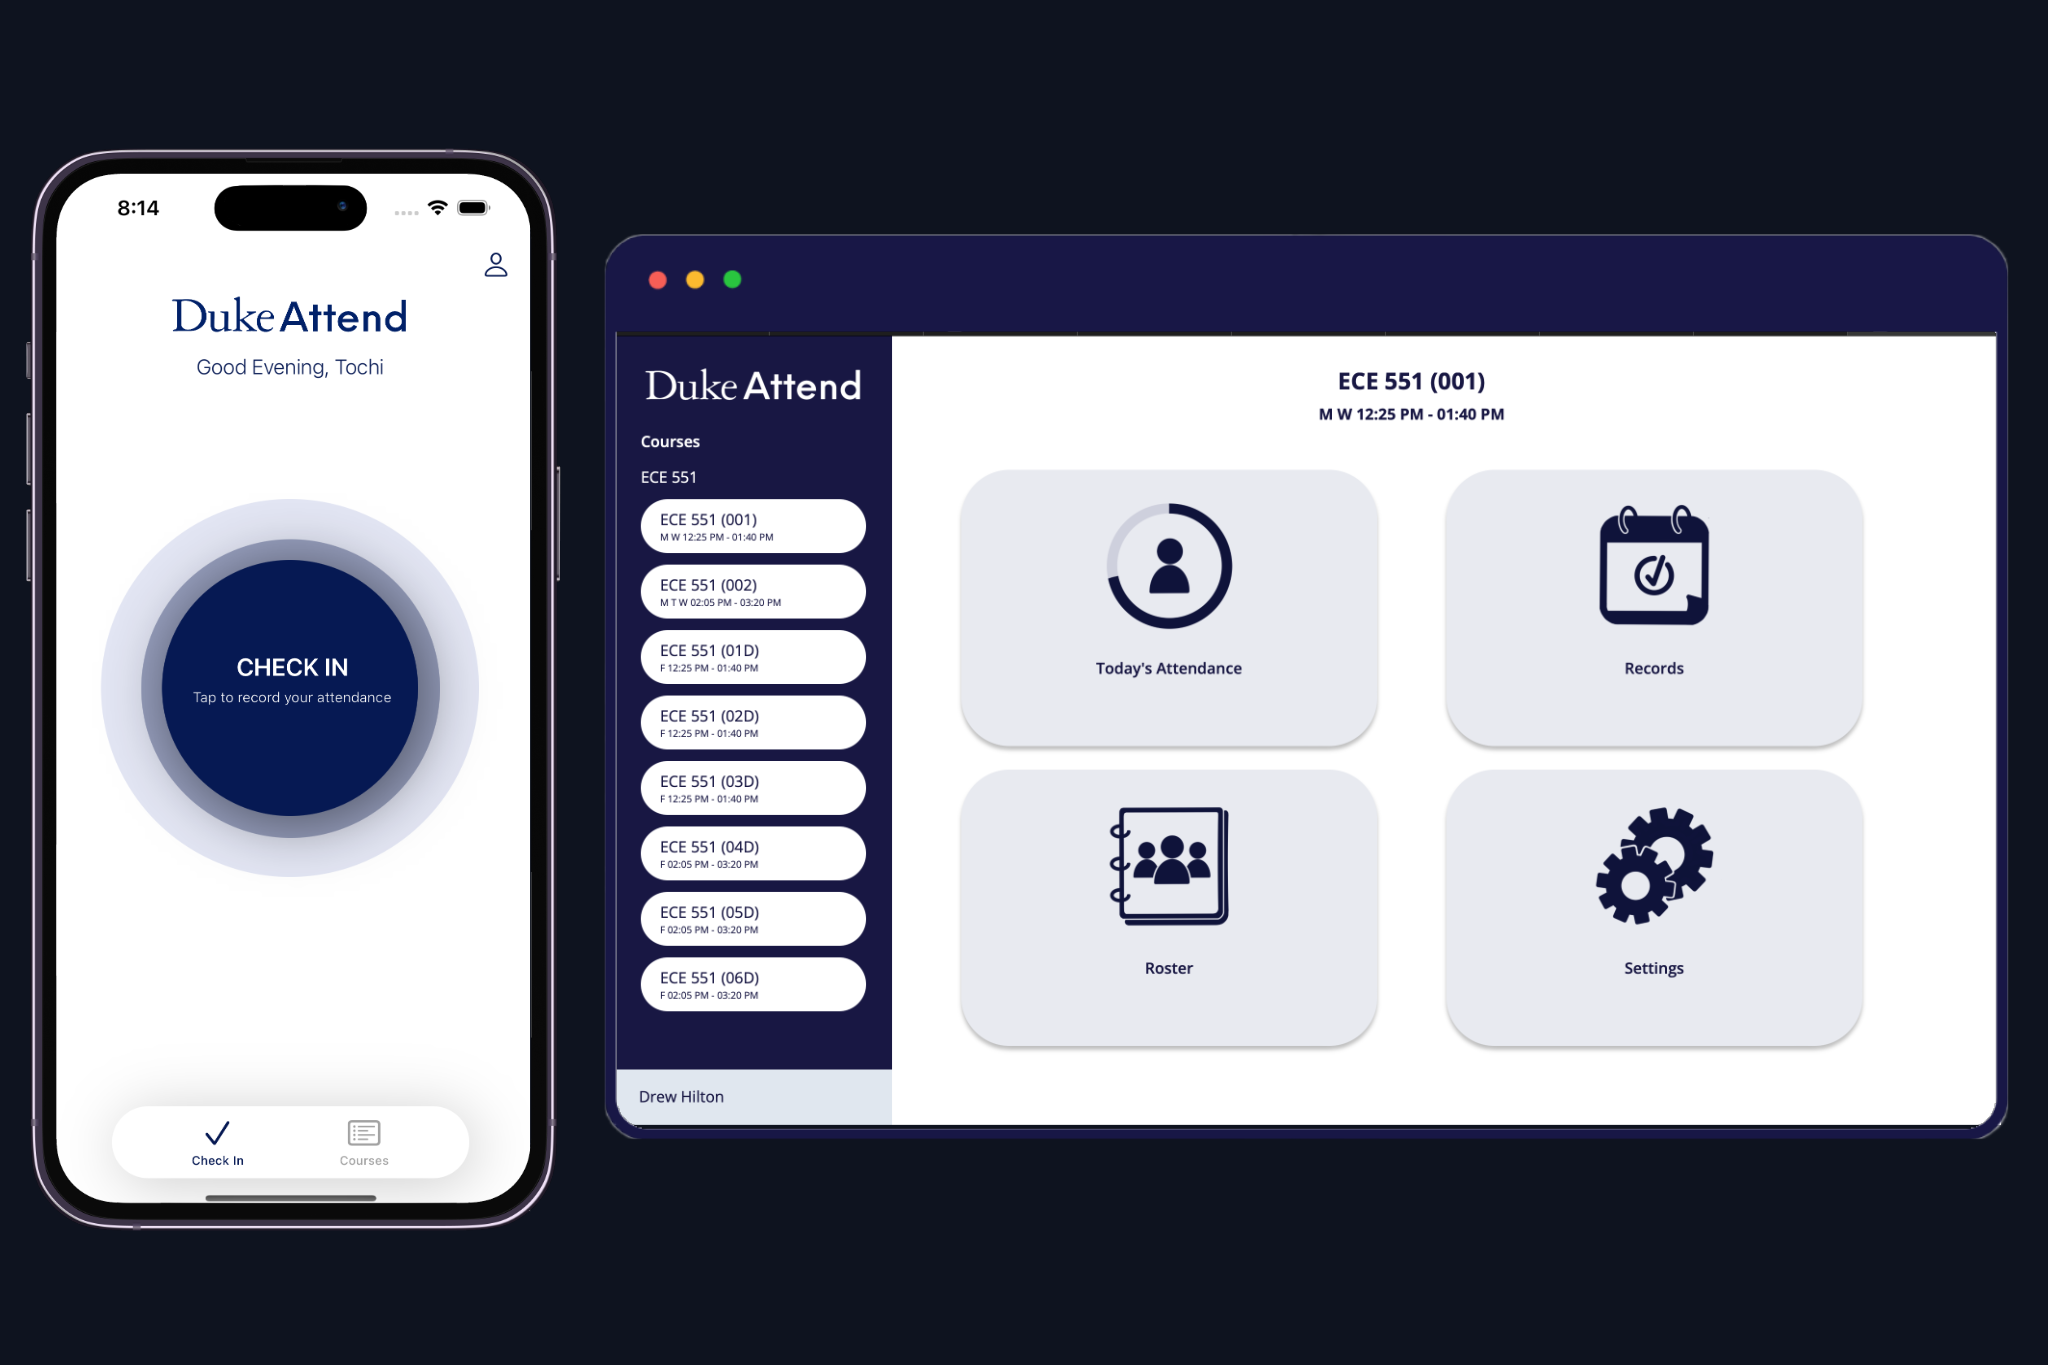 8:14
Duke Attend
Good Evening, Tochi
CHECK IN
Tap to record your attendance
Check In
Courses
Duke Attend
Courses
ECE 551
ECE 551 (001)
M W 12:25 PM - 01:40 PM
ECE 551 (002)
M T W 02:05 PM - 03:20 PM
ECE 551 (01D)
F 12:25 PM - 01:40 PM
ECE 551 (02D)
F 12:25 PM - 01:40 PM
ECE 551 (03D)
F 12:25 PM - 01:40 PM
ECE 551 (04D)
F 02:05 PM - 03:20 PM
ECE 551 (05D)
F 02:05 PM - 03:20 PM
ECE 551 (06D)
F 02:05 PM - 03:20 PM
Drew Hilton
ECE 551 (001)
M W 12:25 PM - 01:40 PM
Today's Attendance
Records
Roster
Settings